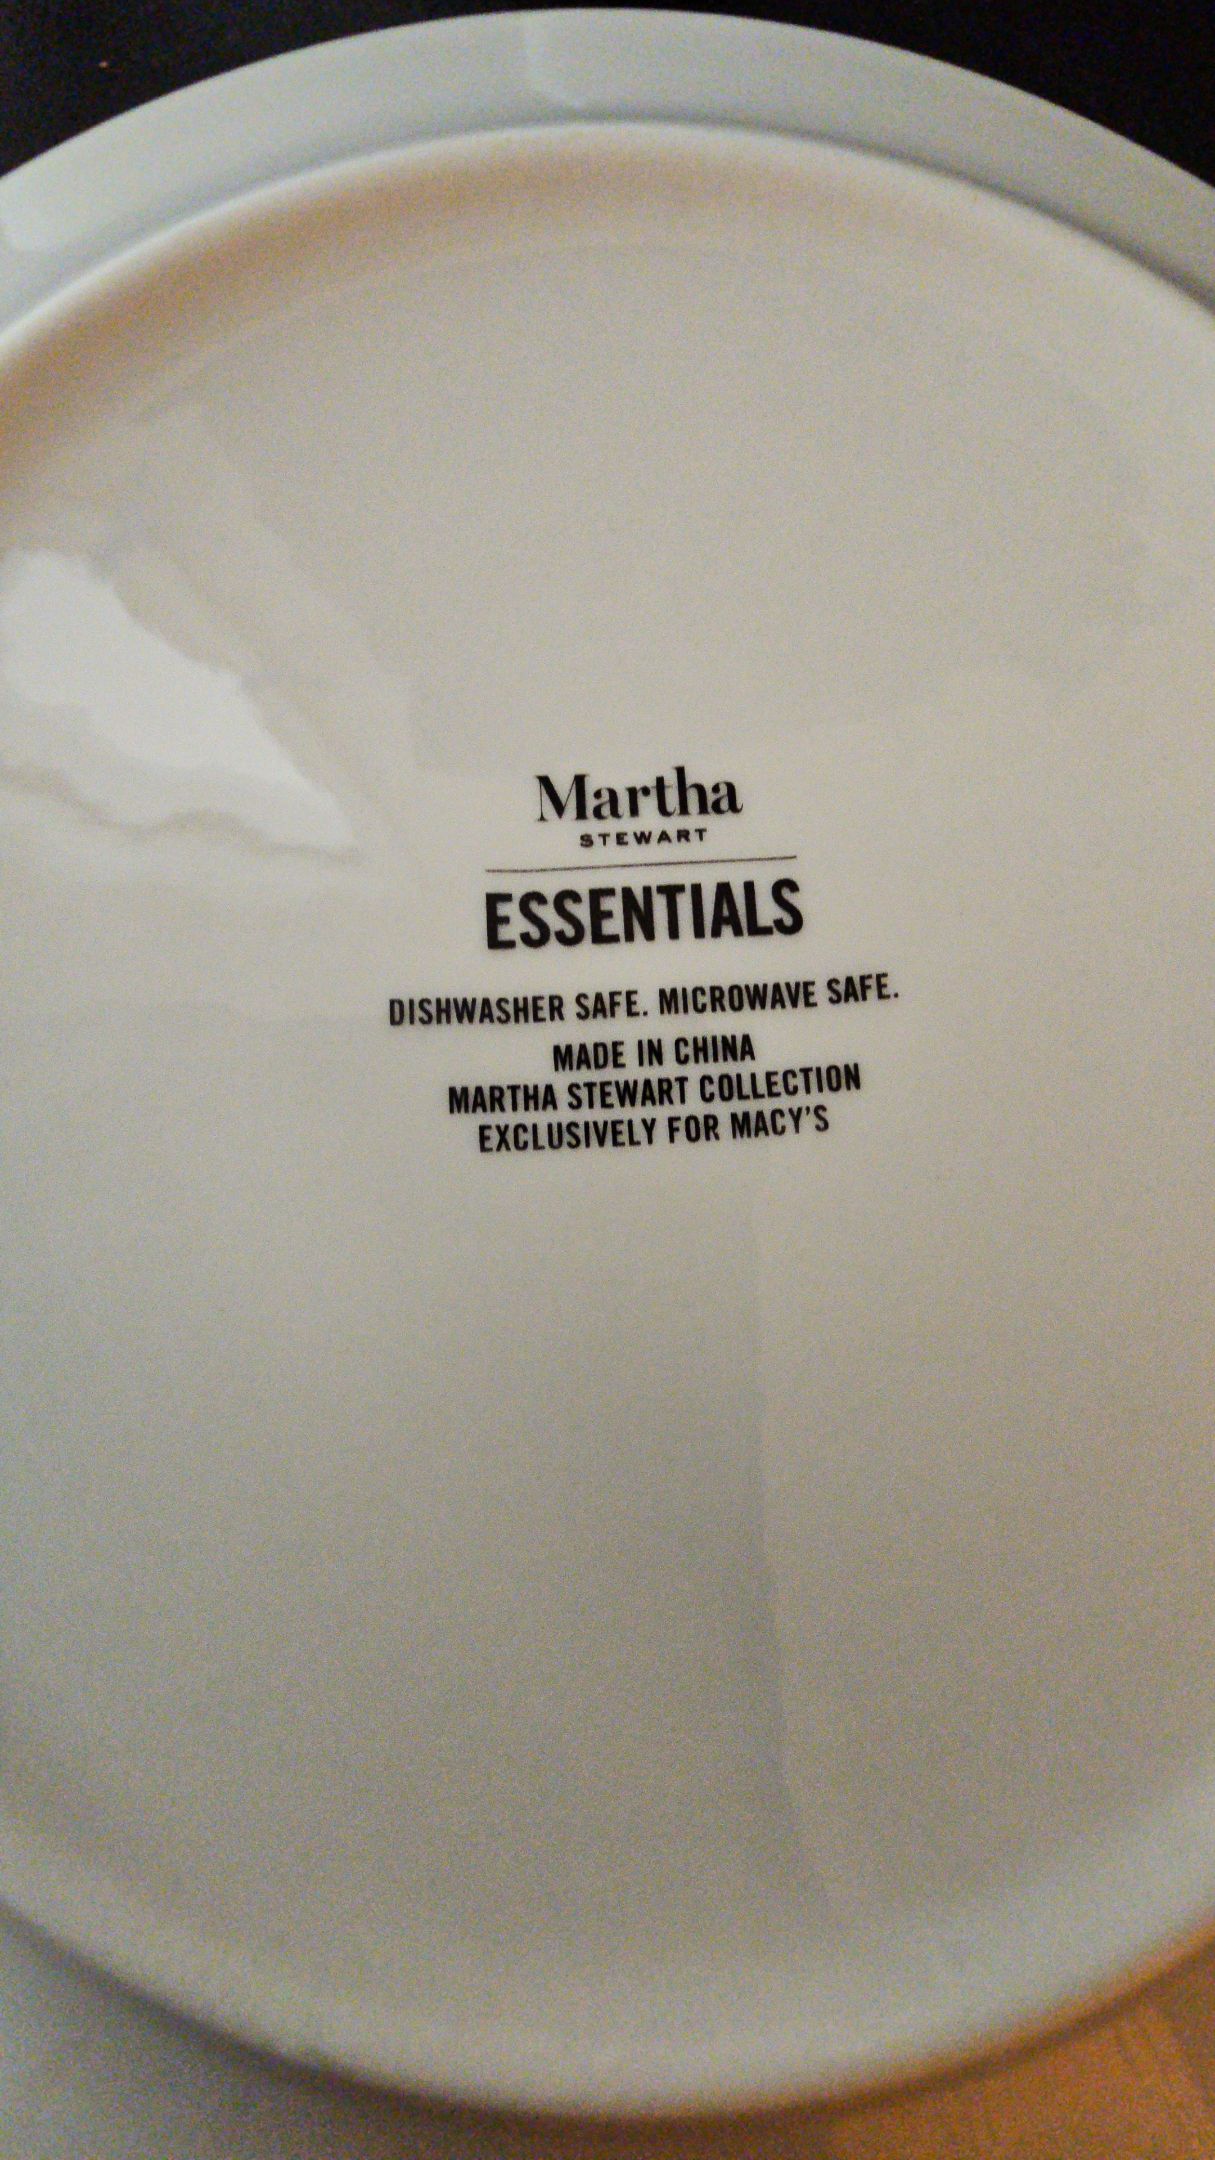 Martha
STEWART
ESSENTIALS
DISHWASHER SAFE. MICROWAVE SAFE.
MADE IN CHINA
MARTHA STEWART COLLECTION
EXCLUSIVELY FOR MACY'S